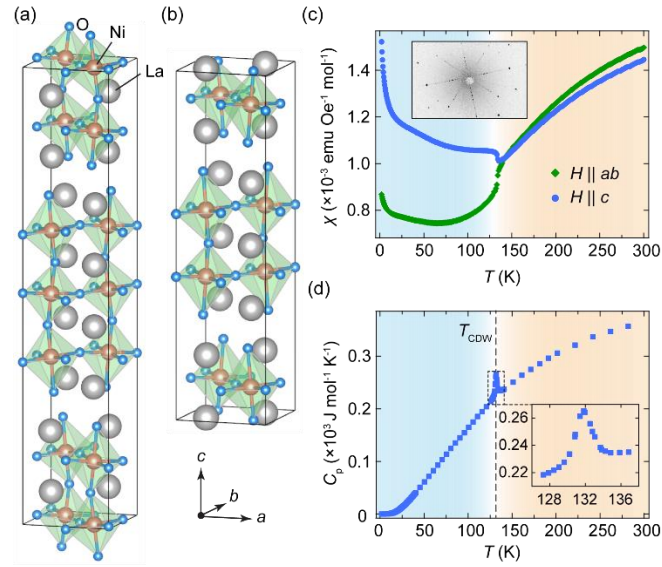 (a)
O
Ni
La
(b)
c
b
a
(c)
χ (×10⁻³ emu Oe⁻¹ mol⁻¹)
1.4
1.2
1.0
0.8
H || ab
H || c
0 50 100 150 200 250 300
T (K)
(d)
T_CDW
Cₚ (×10³ J mol⁻¹ K⁻¹)
0.3
0.2
0.1
0
0.26
0.24
0.22
128 132 136
0 50 100 150 200 250 300
T (K)